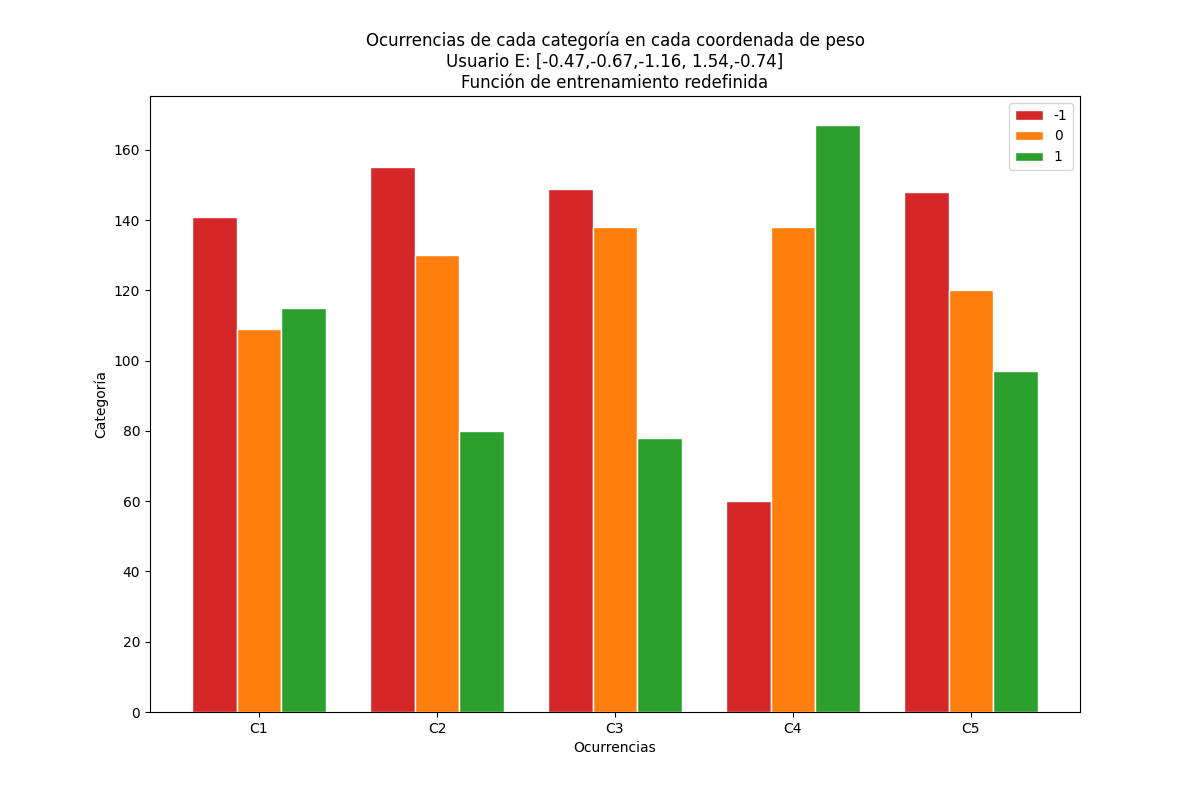 Ocurrencias de cada categoría en cada coordenada de peso
Usuario E: [-0.47,-0.67,-1.16, 1.54,-0.74]
Función de entrenamiento redefinida
-1
0
1
Categoría
160
140
120
100
80
60
40
20
0
C1 C2 C3 C4 C5
Ocurrencias